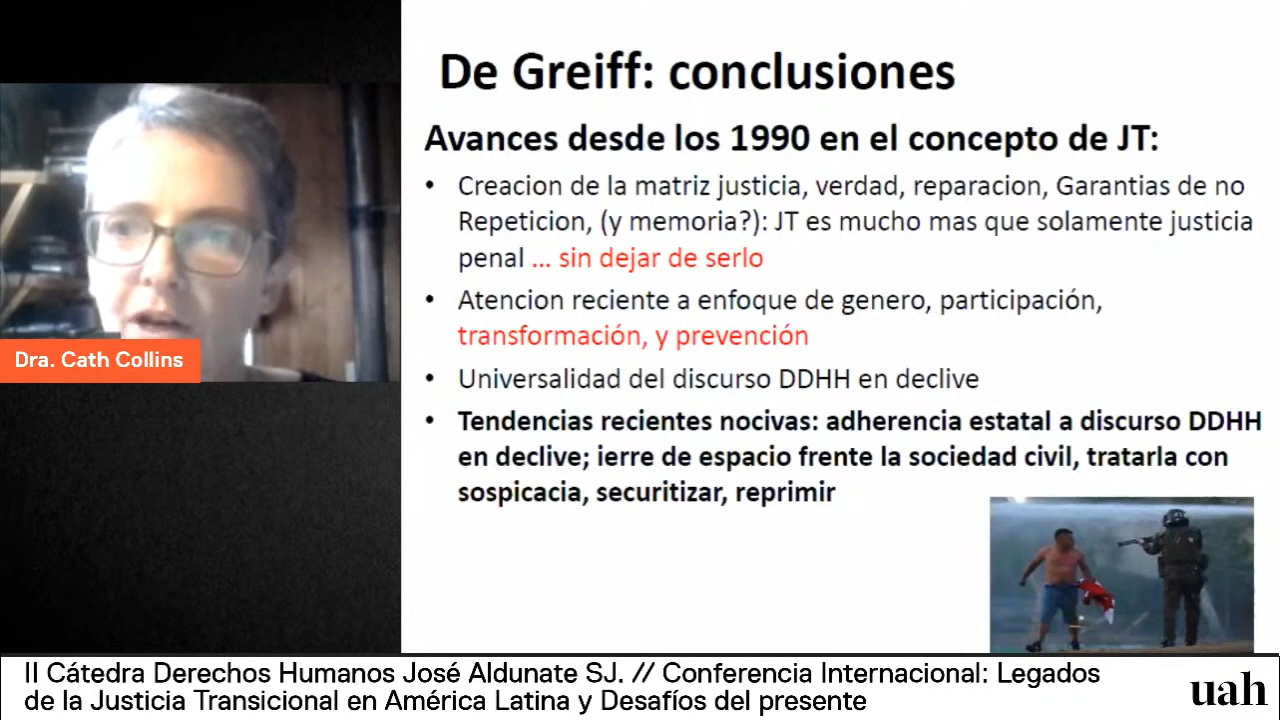 De Greiff: conclusiones
Avances desde los 1990 en el concepto de JT:
• Creacion de la matriz justicia, verdad, reparacion, Garantias de no
Repeticion, (y memoria?): JT es mucho mas que solamente justicia
penal ... sin dejar de serlo
• Atencion reciente a enfoque de genero, participación,
transformación, y prevención
• Universalidad del discurso DDHH en declive
• Tendencias recientes nocivas: adherencia estatal a discurso DDHH
en declive; ierre de espacio frente la sociedad civil, tratarla con
sospicacia, securitizar, reprimir
Dra. Cath Collins
II Cátedra Derechos Humanos José Aldunate SJ. // Conferencia Internacional: Legados
de la Justicia Transicional en América Latina y Desafíos del presente
uah